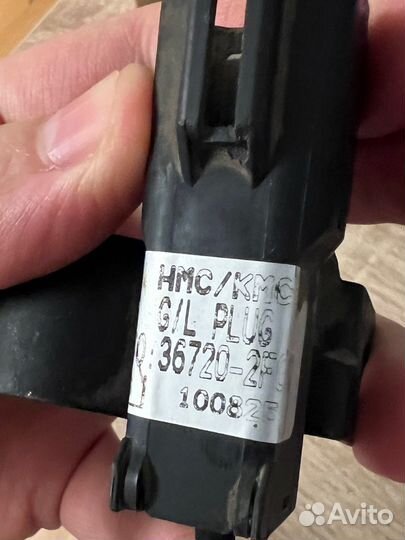 HMC/KMC
G/L PLUG
36720-2F
100823
Avito